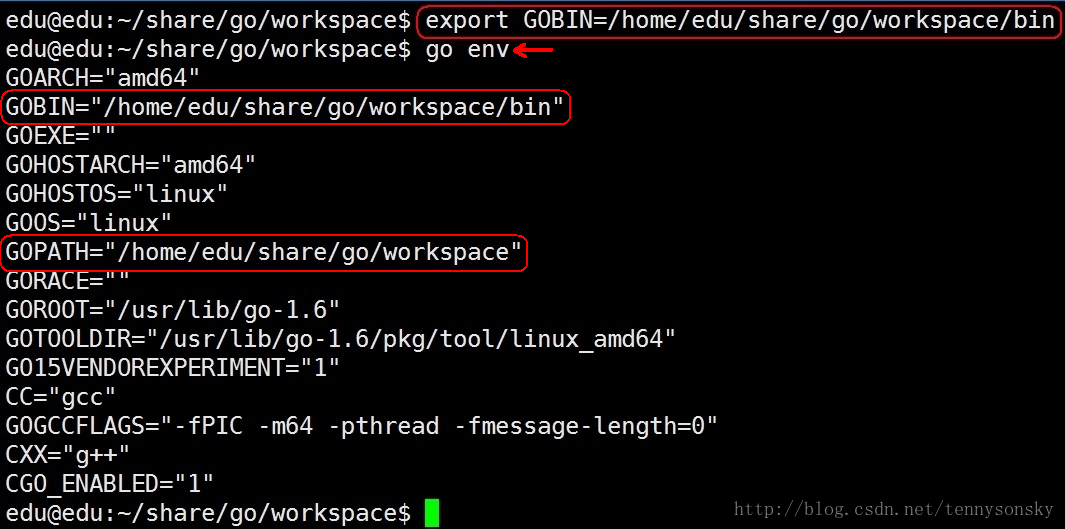 edu@edu:~/share/go/workspace$ export GOBIN=/home/edu/share/go/workspace/bin
edu@edu:~/share/go/workspace$ go env
GOARCH="amd64"
GOBIN="/home/edu/share/go/workspace/bin"
GOEXE=""
GOHOSTARCH="amd64"
GOHOSTOS="linux"
GOOS="linux"
GOPATH="/home/edu/share/go/workspace"
GORACE=""
GOROOT="/usr/lib/go-1.6"
GOTOOLDIR="/usr/lib/go-1.6/pkg/tool/linux_amd64"
GO15VENDOREXPERIMENT="1"
CC="gcc"
GOGCCFLAGS="-fPIC -m64 -pthread -fmessage-length=0"
CXX="g++"
CGO_ENABLED="1"
edu@edu:~/share/go/workspace$
http://blog.csdn.net/tennysonsky